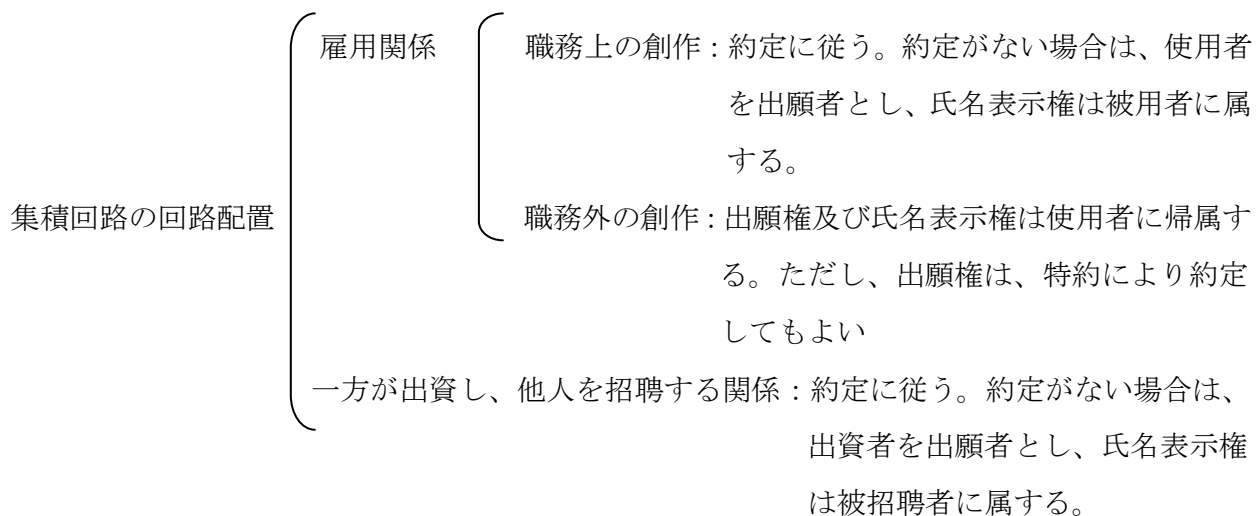 雇用関係 職務上の創作：約定に従う。約定がない場合は、使用者
を出願者とし、氏名表示権は被用者に属
する。
集積回路の回路配置 職務外の創作：出願権及び氏名表示権は使用者に帰属す
る。ただし、出願権は、特約により約定
してもよい
一方が出資し、他人を招聘する関係：約定に従う。約定がない場合は、
出資者を出願者とし、氏名表示権
は被招聘者に属する。